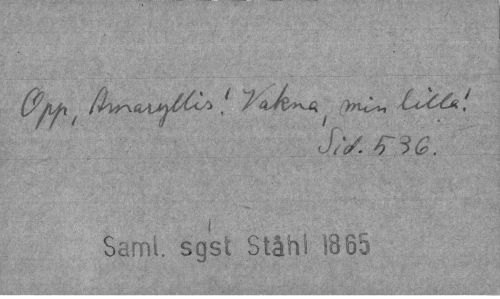 Opp, Amaryllis! Vakna, min lilla!
Sid. 536.
Saml. sgst Ståhl 1865